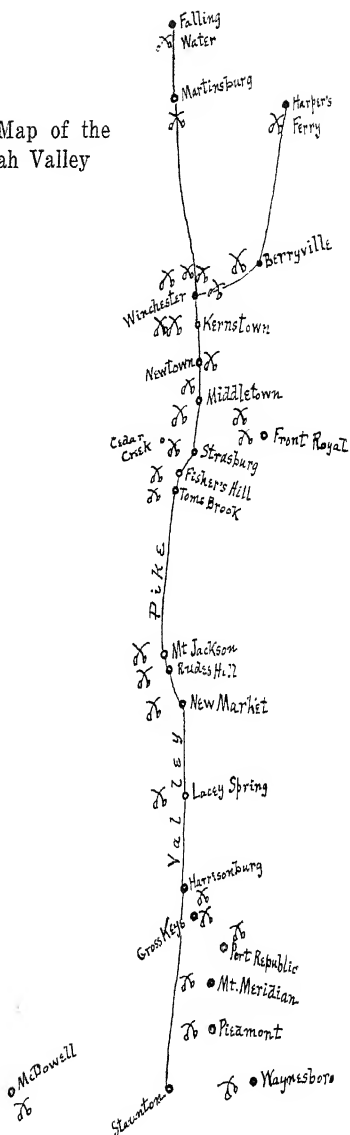 Falling
Water
Martinsburg
Map of the
ah Valley
Harper's
Ferry
Berryville
Winchester
Kernstown
Newtown
Middletown
Cedar
Creek
Front Royal
Strasburg
Fisher's Hill
Toms Brook
Mt Jackson
Rudes Hill
New Market
Valley Pike
Lacey Spring
Harrisonburg
Cross Keys
Port Republic
Mt. Meridian
Piedmont
McDowell
Staunton
Waynesboro